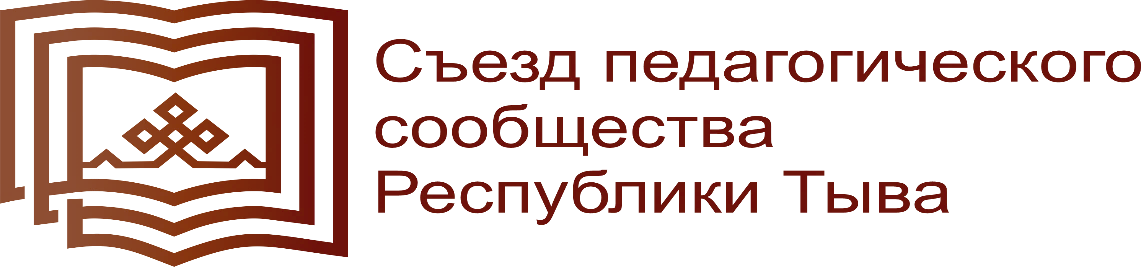 Съезд педагогического
сообщества
Республики Тыва